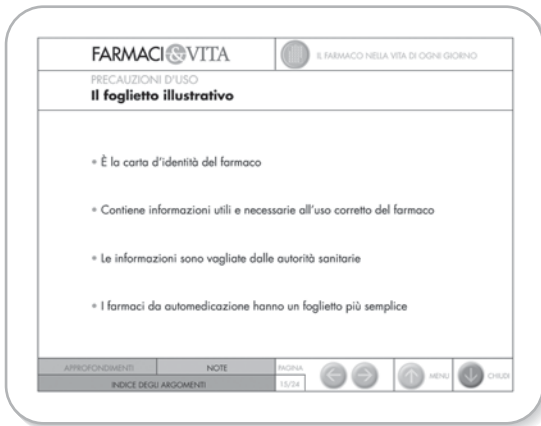 FARMACI&VITA
IL FARMACO NELLA VITA DI OGNI GIORNO
PRECAUZIONI D'USO
Il foglietto illustrativo
• È la carta d'identità del farmaco
• Contiene informazioni utili e necessarie all'uso corretto del farmaco
• Le informazioni sono vagliate dalle autorità sanitarie
• I farmaci da automedicazione hanno un foglietto più semplice
APPROFONDIMENTI NOTE PAGINA
INDICE DEGLI ARGOMENTI 15/24
MENU CHIUDI